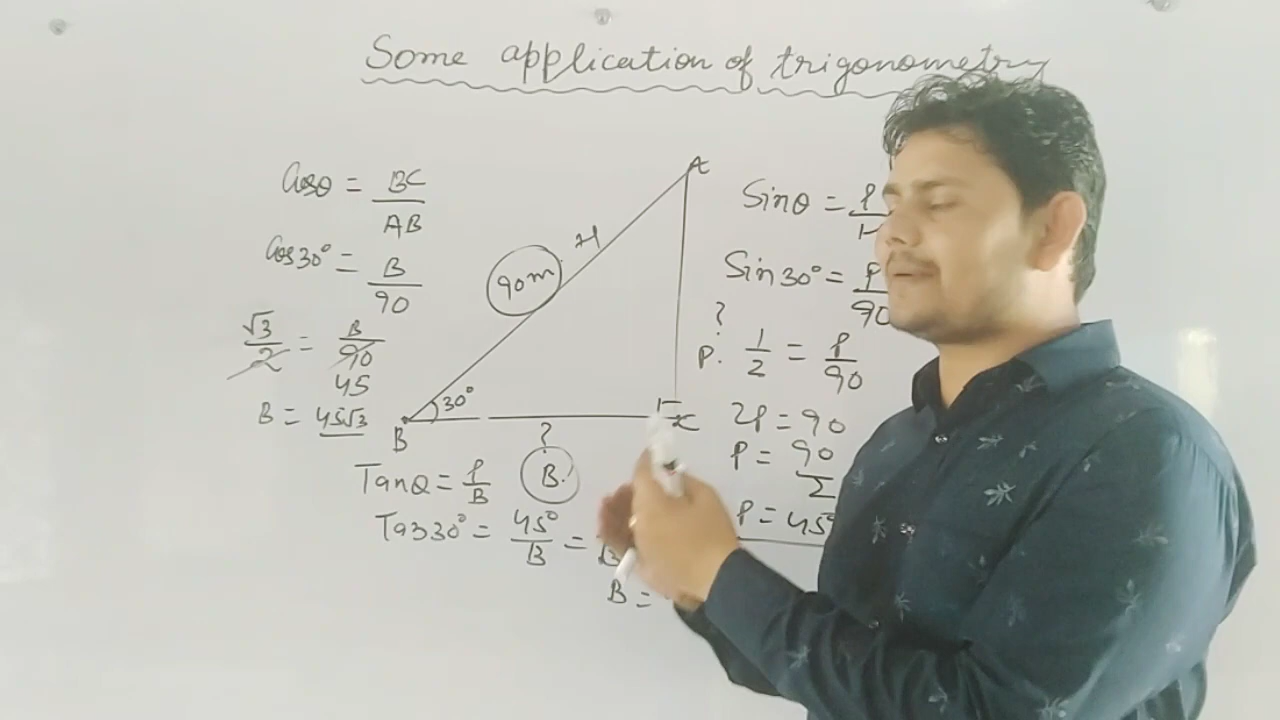 Some application of trigonometry
Cosθ = BC
AB
Cos30° = B
90
√3 = B
2 90
45
B = 45√3
A
H
90m
30°
B
C
?
B.
Tanθ = P
B
Tan30° = 45° =
B
B =
Sinθ = P
H
Sin30° = P
90
?
P. 1 = P
2 90
2P = 90
P = 90
2
P = 45°